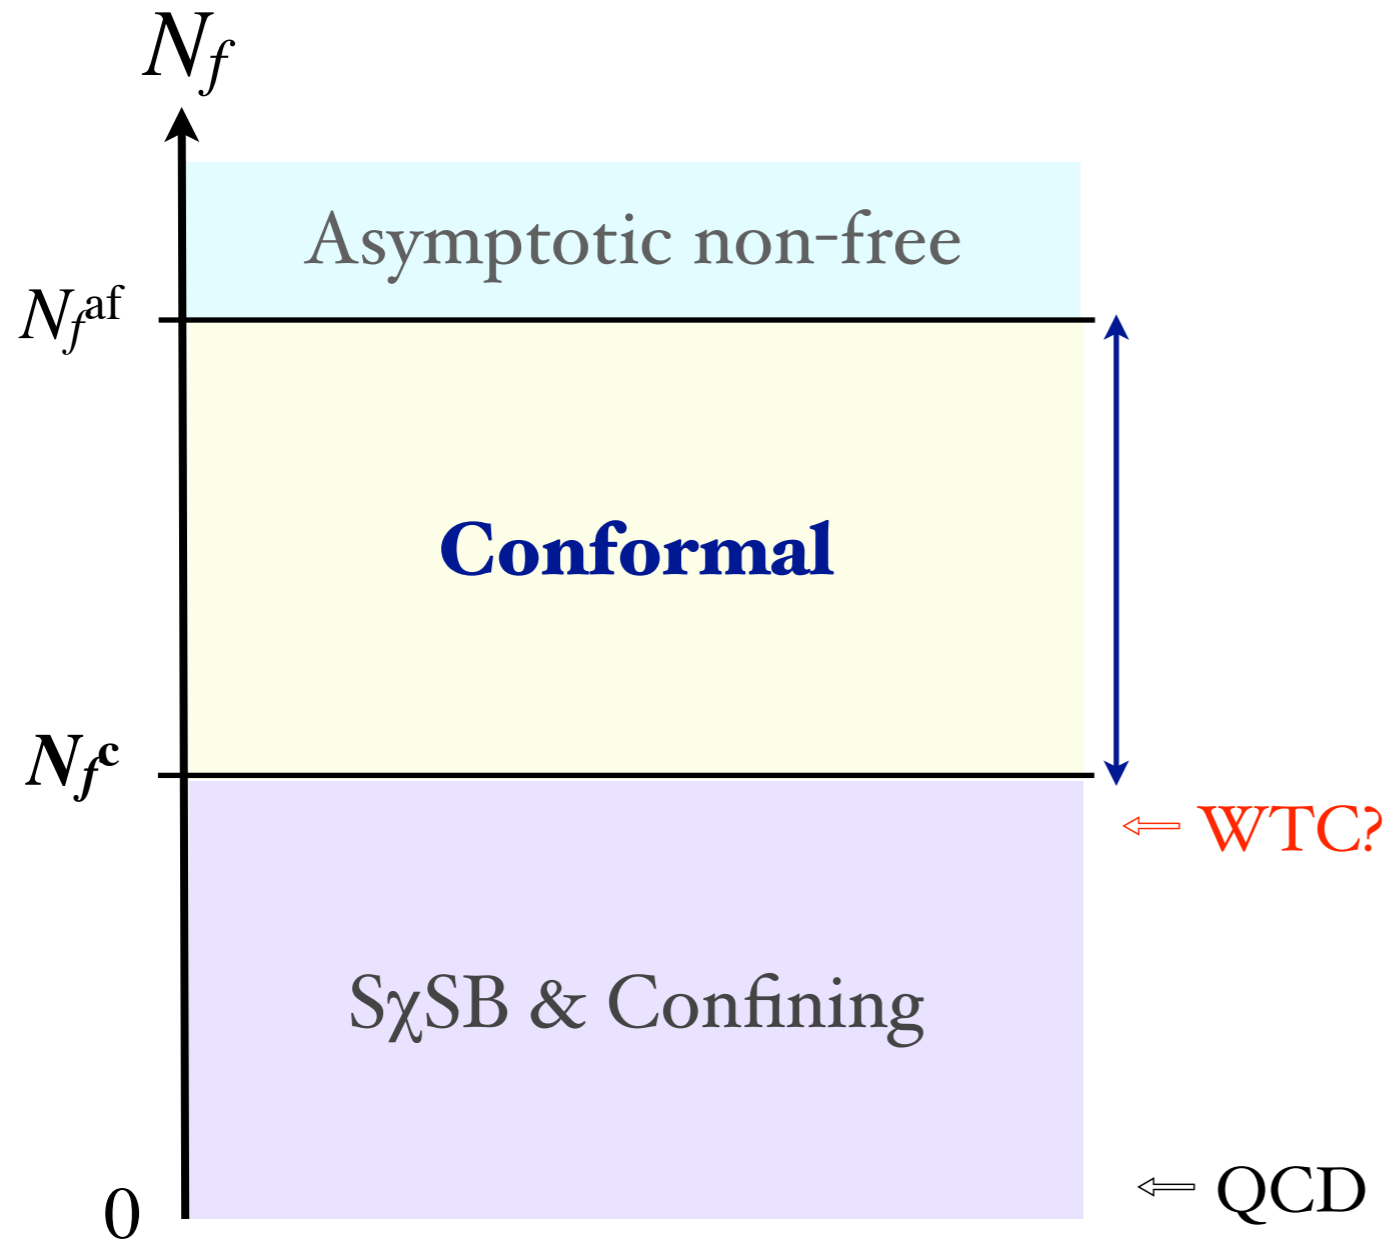 N_f
Asymptotic non-free
N_f^af
Conformal
N_f^c
WTC?
SχSB & Confining
QCD
0